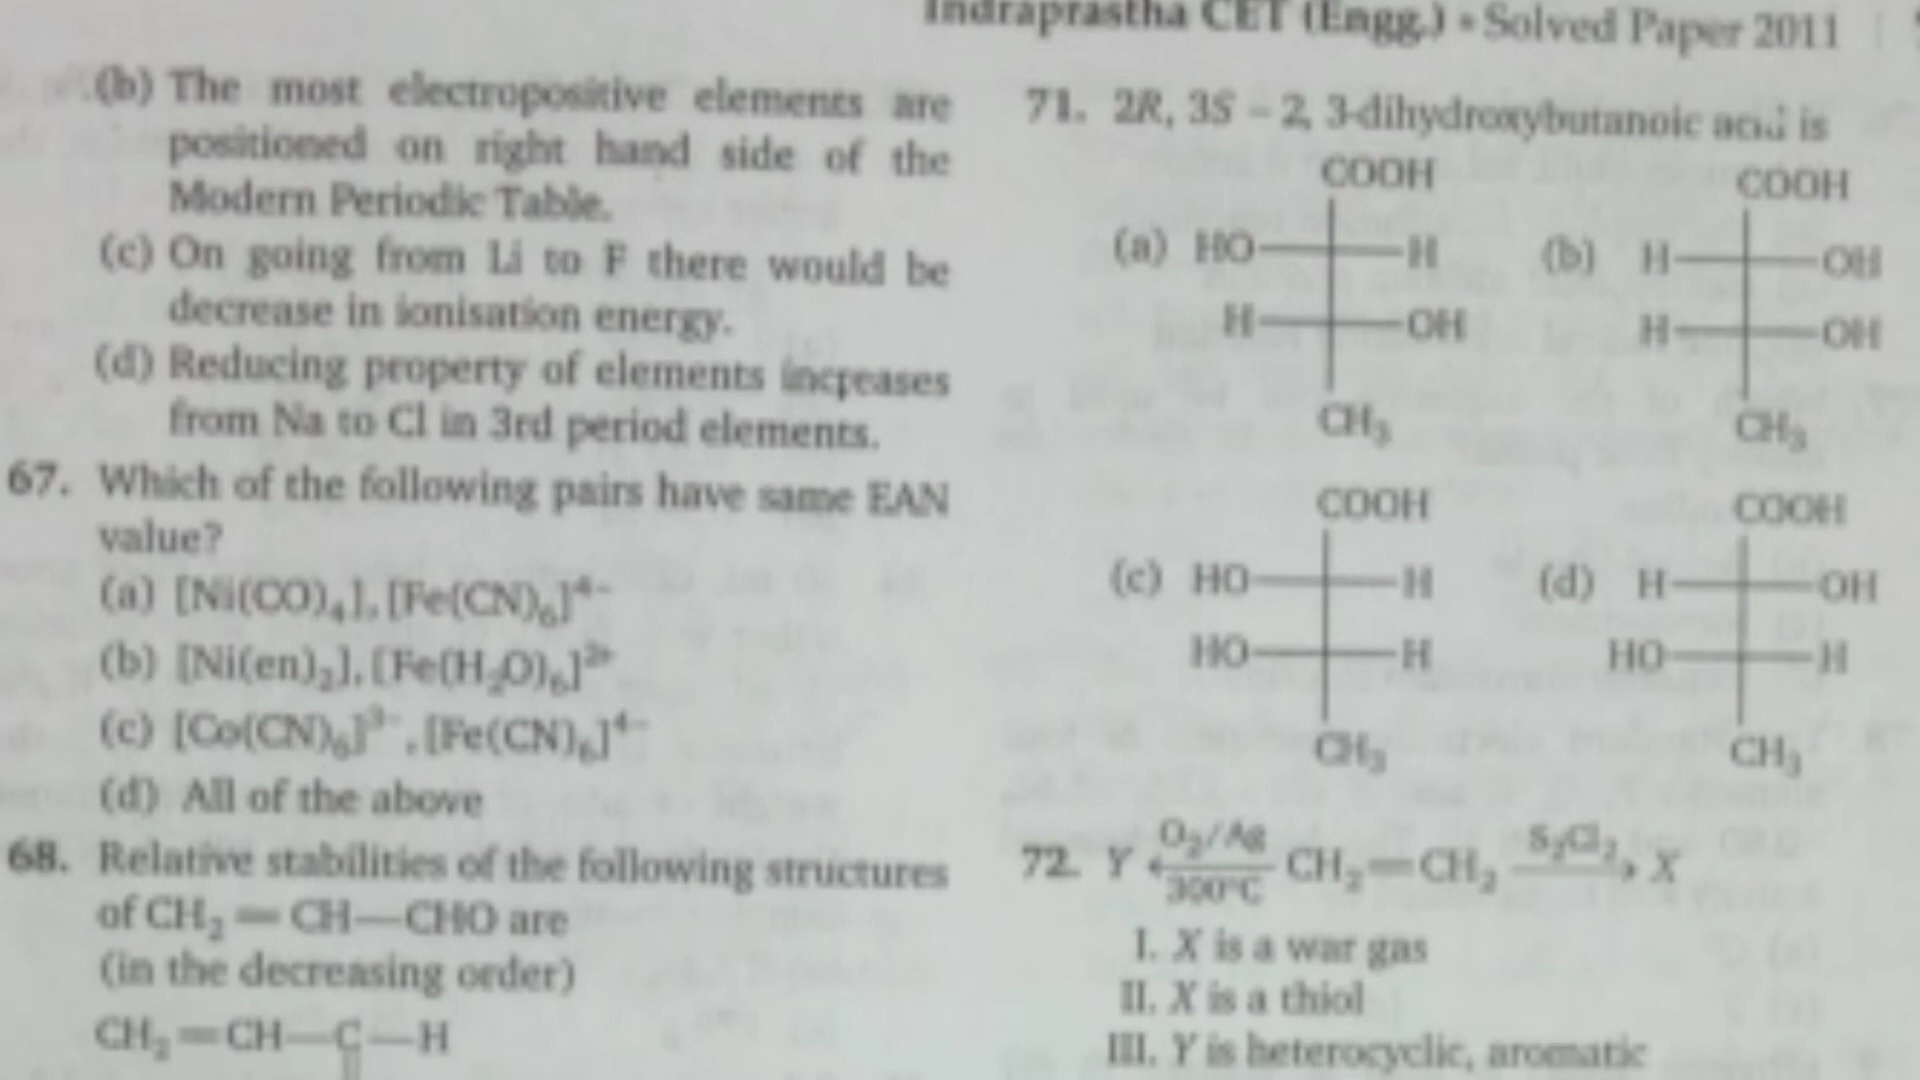 Indraprastha CET (Engg.) • Solved Paper 2011
(b) The most electropositive elements are
positioned on right hand side of the
Modern Periodic Table.
(c) On going from Li to F there would be
decrease in ionisation energy.
(d) Reducing property of elements increases
from Na to Cl in 3rd period elements.
67. Which of the following pairs have same EAN
value?
(a) [Ni(CO)₄], [Fe(CN)₆]⁴⁻
(b) [Ni(en)₂], [Fe(H₂O)₆]²⁺
(c) [Co(CN)₆]³⁻, [Fe(CN)₆]⁴⁻
(d) All of the above
68. Relative stabilities of the following structures
of CH₂=CH—CHO are
(in the decreasing order)
CH₂=CH—C—H
71. 2R, 3S – 2, 3-dihydroxybutanoic acid is
COOH COOH
(a) HO H (b) H OH
H OH H OH
CH₃ CH₃
COOH COOH
(c) HO H (d) H OH
HO H HO H
CH₃ CH₃
72. Y ←O₂/Ag 300°C CH₂=CH₂ S₂Cl₂→ X
I. X is a war gas
II. X is a thiol
III. Y is heterocyclic, aromatic